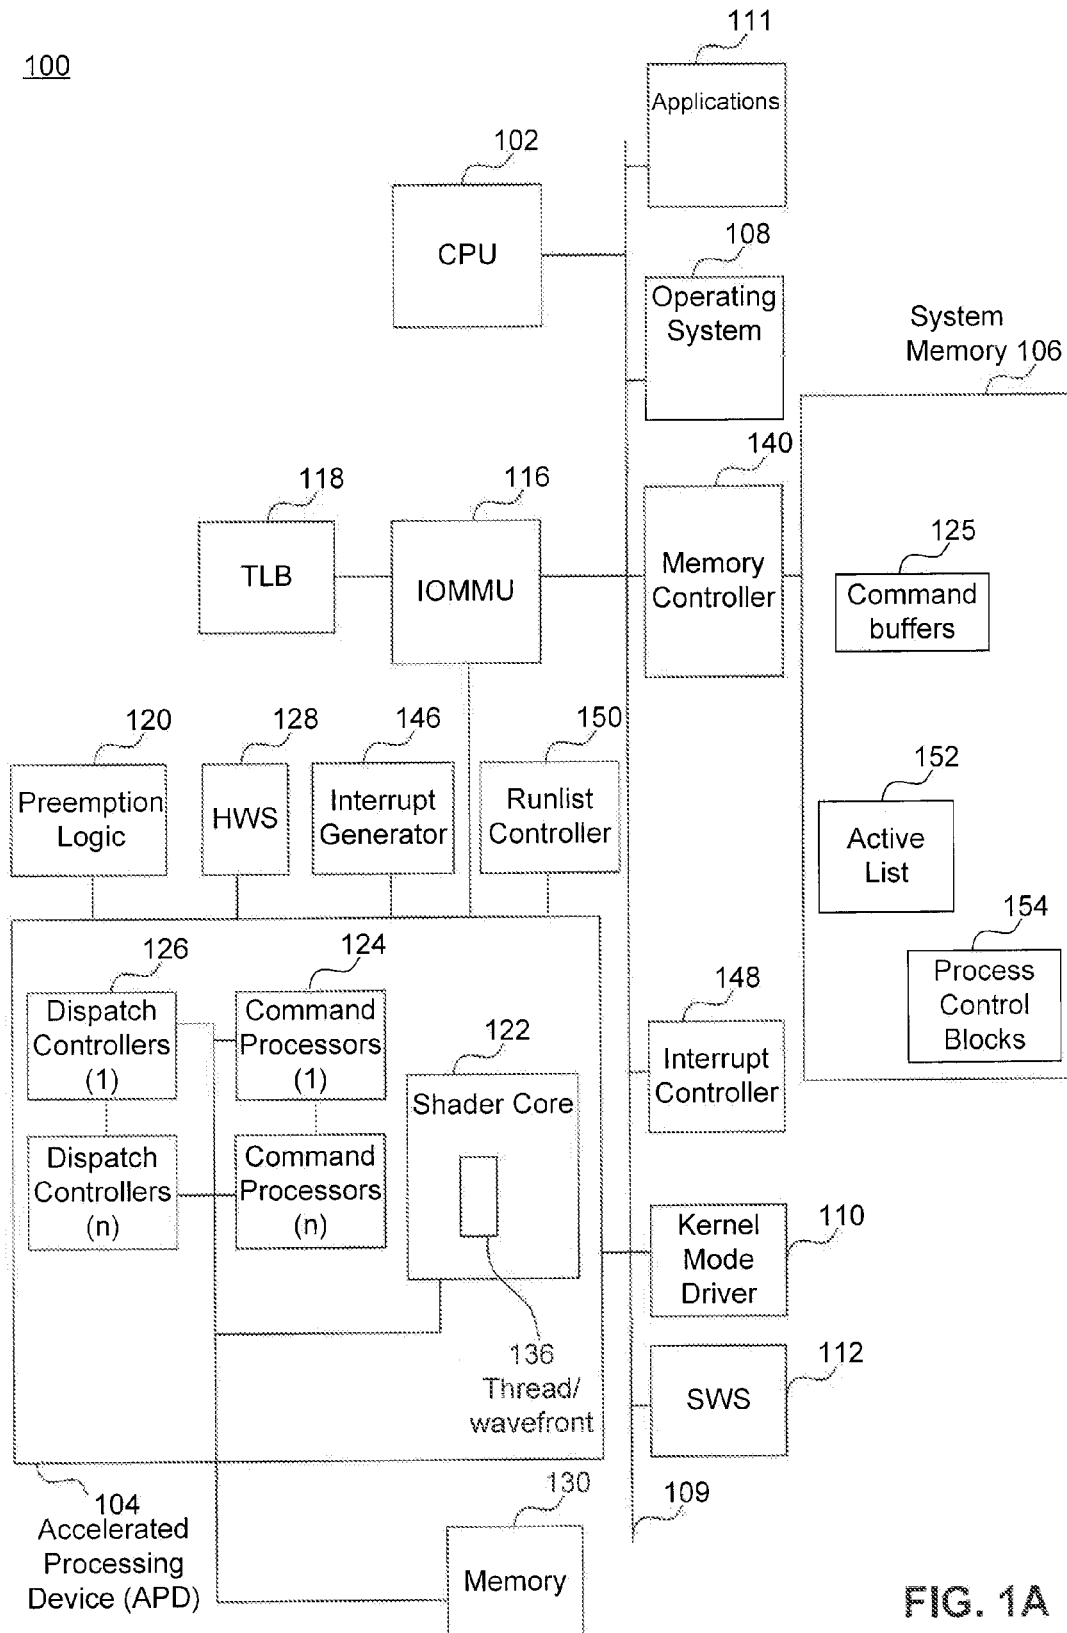 100
111
Applications
102
CPU
108
Operating
System
System
Memory 106
140
Memory
Controller
118
TLB
116
IOMMU
125
Command
buffers
120
Preemption
Logic
128
HWS
146
Interrupt
Generator
150
Runlist
Controller
152
Active
List
154
Process
Control
Blocks
126
Dispatch
Controllers
(1)
124
Command
Processors
(1)
122
Shader Core
148
Interrupt
Controller
Dispatch
Controllers
(n)
Command
Processors
(n)
110
Kernel
Mode
Driver
136
Thread/
wavefront
112
SWS
104
Accelerated
Processing
Device (APD)
130
Memory
109
FIG. 1A